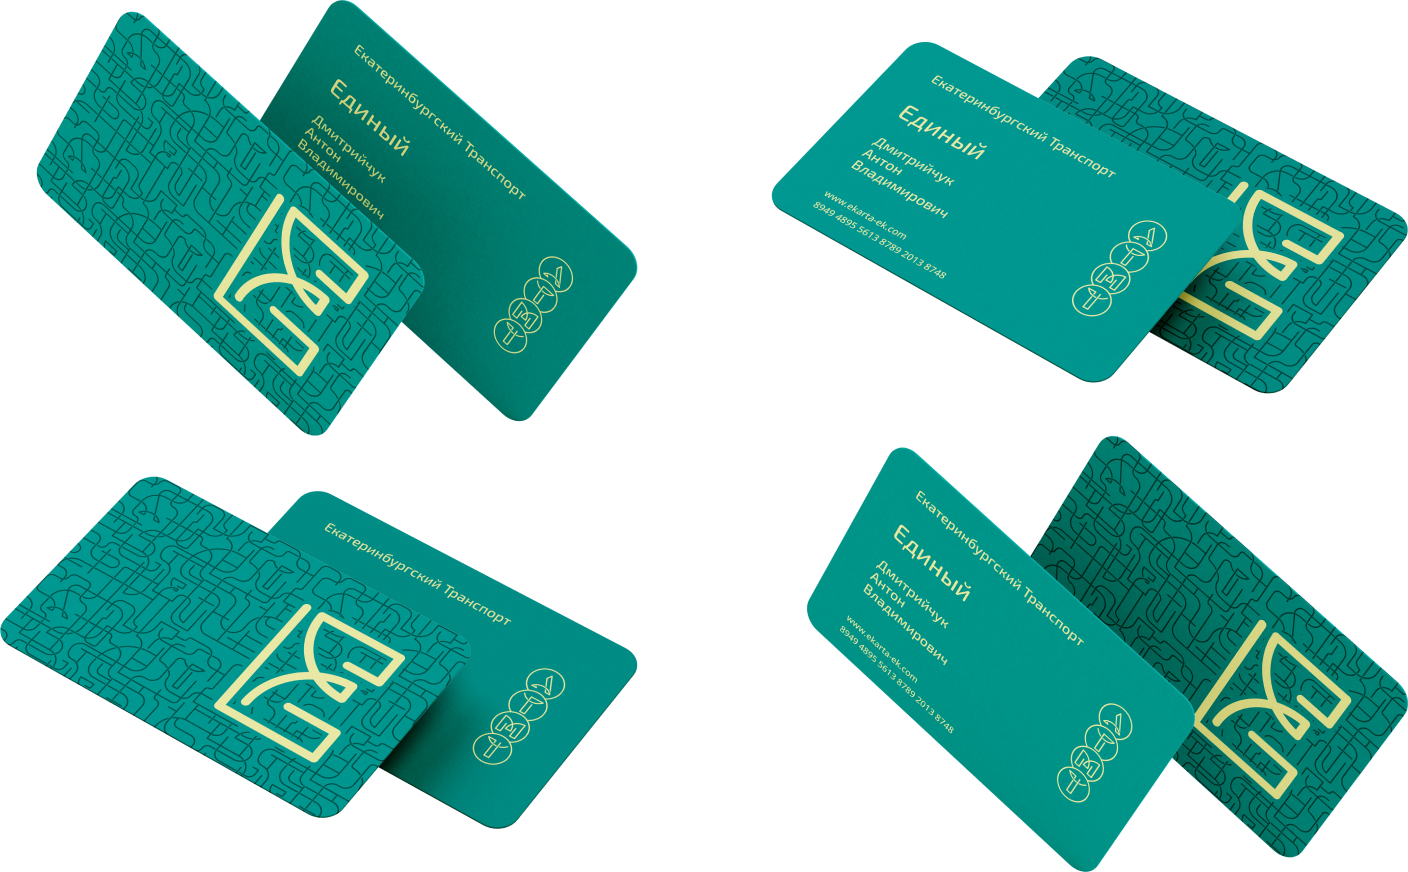 Екатеринбургский Транспорт
Единый
Дмитрийчук
Антон
Владимирович
А
Т
М
Т
Екатеринбургский Транспорт
Единый
Дмитрийчук
Антон
Владимирович
www.ekarta-ek.com
8949 4895 5613 8789 2013 8748
А
Т
М
Т
Екатеринбургский Транспорт
А
Т
М
Т
Екатеринбургский Транспорт
Единый
Дмитрийчук
Антон
Владимирович
www.ekarta-ek.com
8949 4895 5613 8789 2013 8748
А
Т
М
Т